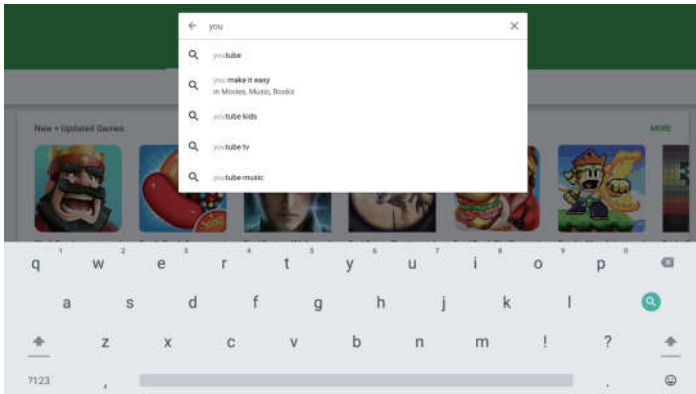 you
youtube
you make it easy
in Movies, Music, Books
youtube kids
youtube tv
youtube music
New + Updated Games
MORE
1 2 3 4 5 6 7 8 9 0
q w e r t y u i o p
a s d f g h j k l
z x c v b n m ! ?
?123 , .